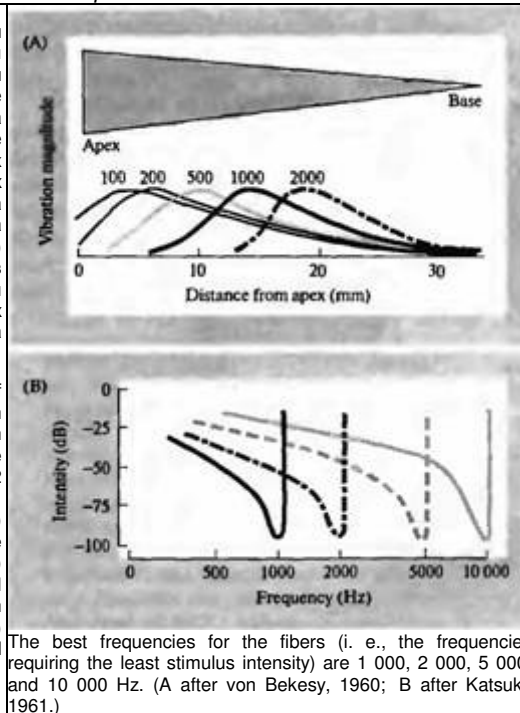 (A)
Base
Apex
Vibration magnitude
100 200 500 1000 2000
0 10 20 30
Distance from apex (mm)
(B)
0
−25
−50
−75
−100
Intensity (dB)
0 500 1000 2000 5000 10 000
Frequency (Hz)
The best frequencies for the fibers (i. e., the
requiring the least stimulus intensity) are 1 000, 2 000, 5
and 10 000 Hz. (A after von Bekesy, 1960; B after
1961.)